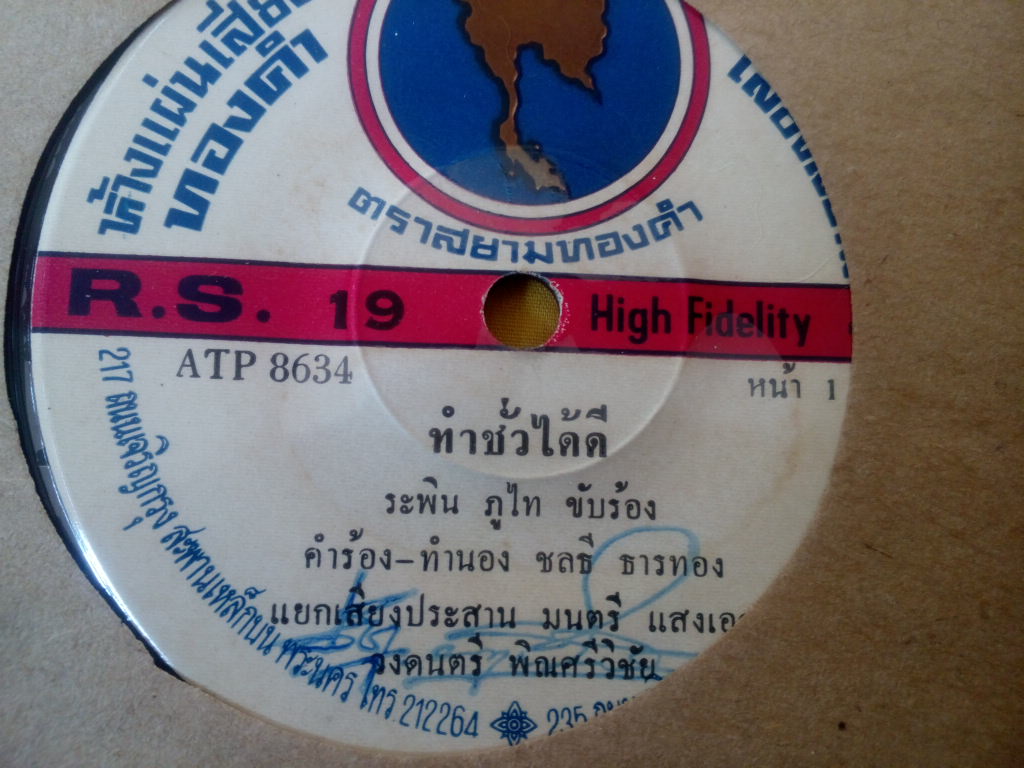 ห้างแผ่นเสียง
ทองคำ
ตราสยามทองคำ
R.S. 19
High Fidelity
ATP 8634
หน้า 1
ทำชั่วได้ดี
ระพิน ภูไท ขับร้อง
คำร้อง-ทำนอง ชลธี ธารทอง
แยกเสียงประสาน มนตรี แสงเอ
วงดนตรี พิณศรีวิชัย
217 ถนนเจริญกรุง สะพานเหล็กบน พระนคร โทร 212264
235